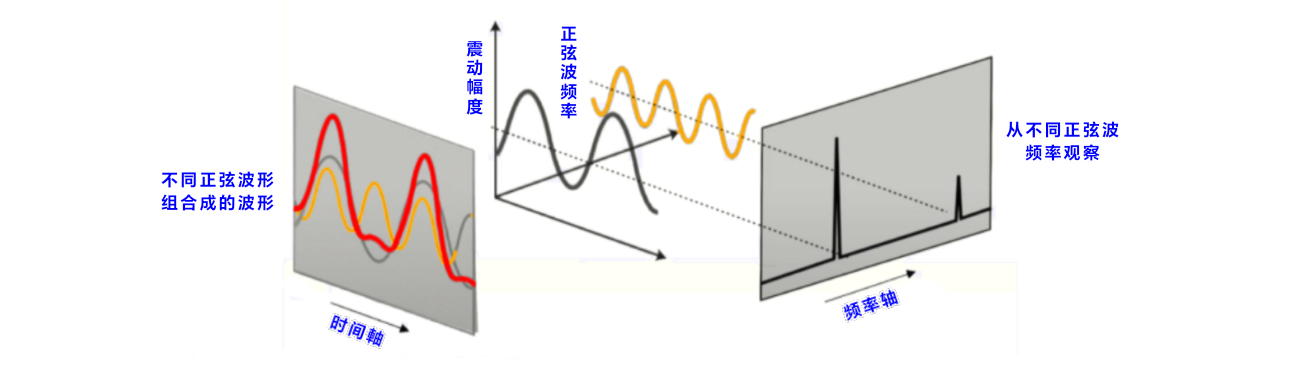 不同正弦波形
组合成的波形
时间軸
震动幅度
正弦波频率
从不同正弦波
频率观察
频率轴